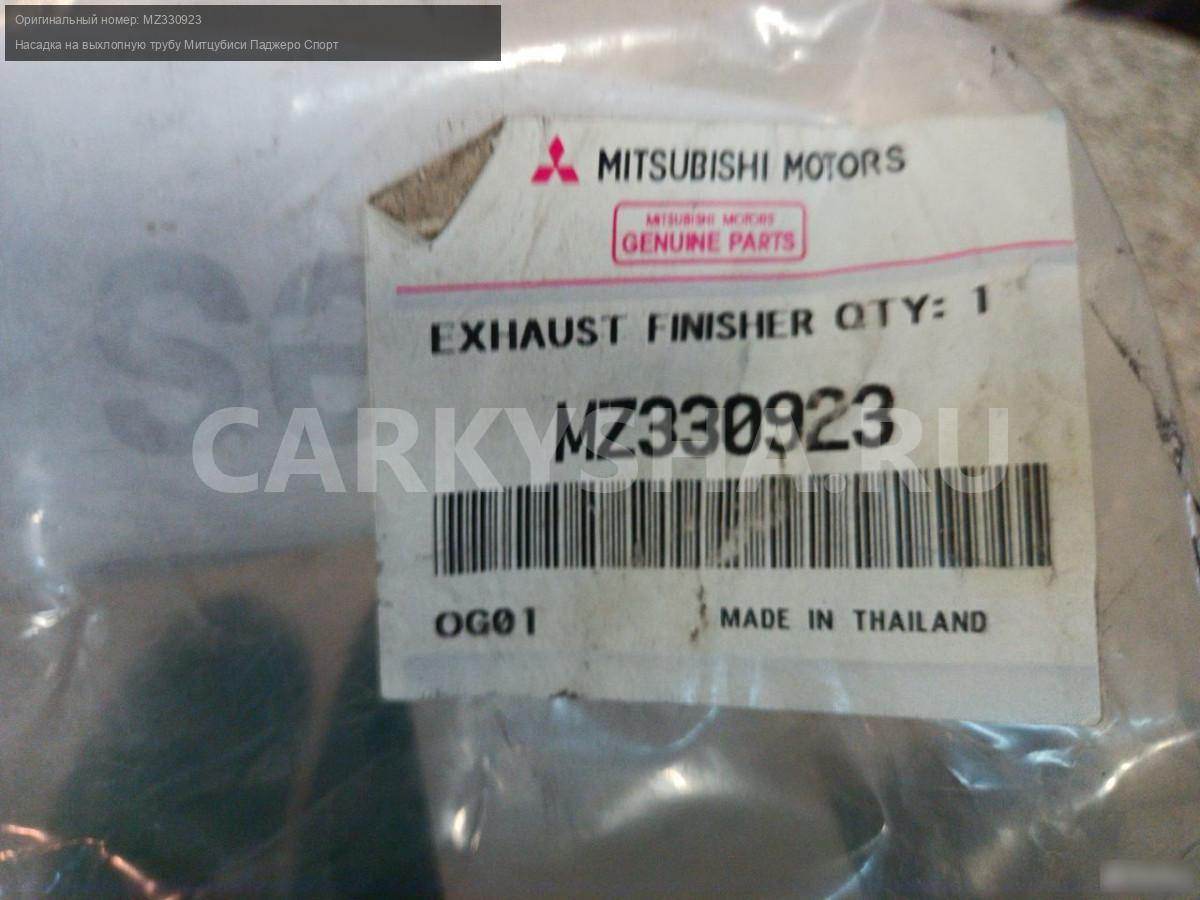 Оригинальный номер: MZ330923
Насадка на выхлопную трубу Митцубиси Паджеро Спорт
MITSUBISHI MOTORS
MITSUBISHI MOTORS
GENUINE PARTS
EXHAUST FINISHER QTY: 1
MZ330923
CARKYSHA.RU
OG01 MADE IN THAILAND